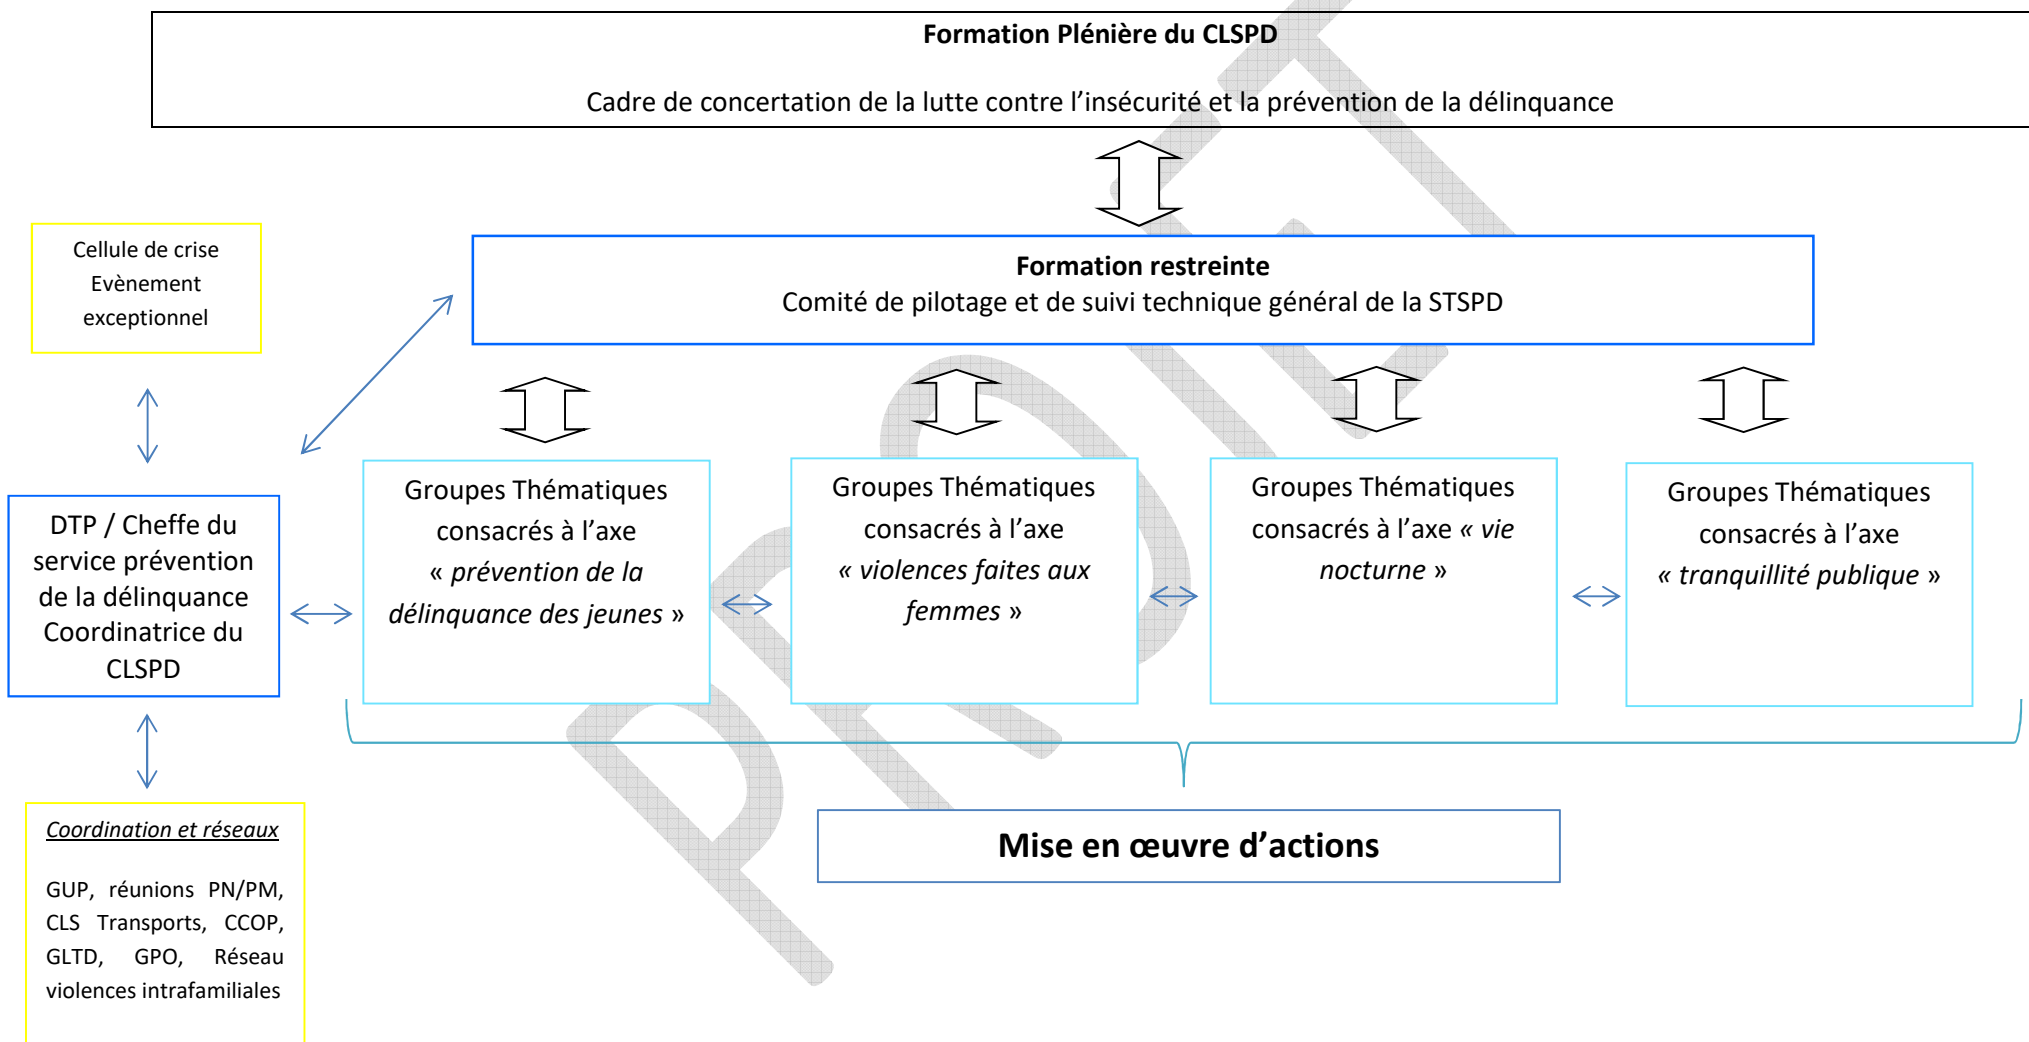 Formation Plénière du CLSPD
Cadre de concertation de la lutte contre l’insécurité et la prévention de la délinquance
Cellule de crise
Evènement
exceptionnel
Formation restreinte
Comité de pilotage et de suivi technique général de la STSPD
DTP / Cheffe du
service prévention
de la délinquance
Coordinatrice du
CLSPD
Groupes Thématiques
consacrés à l’axe
« prévention de la
délinquance des jeunes »
Groupes Thématiques
consacrés à l’axe
« violences faites aux
femmes »
Groupes Thématiques
consacrés à l’axe « vie
nocturne »
Groupes Thématiques
consacrés à l’axe
« tranquillité publique »
Mise en œuvre d’actions
Coordination et réseaux
GUP, réunions PN/PM,
CLS Transports, CCOP,
GLTD, GPO, Réseau
violences intrafamiliales
PROJET